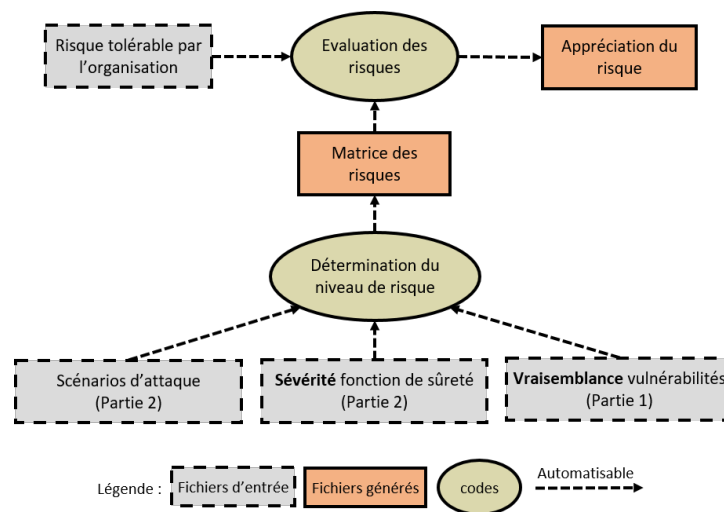 Risque tolérable par
l'organisation
Evaluation des
risques
Appréciation du
risque
Matrice des
risques
Détermination du
niveau de risque
Scénarios d'attaque
(Partie 2)
Sévérité fonction de sûreté
(Partie 2)
Vraisemblance vulnérabilités
(Partie 1)
Légende :
Fichiers d'entrée
Fichiers générés
codes
Automatisable